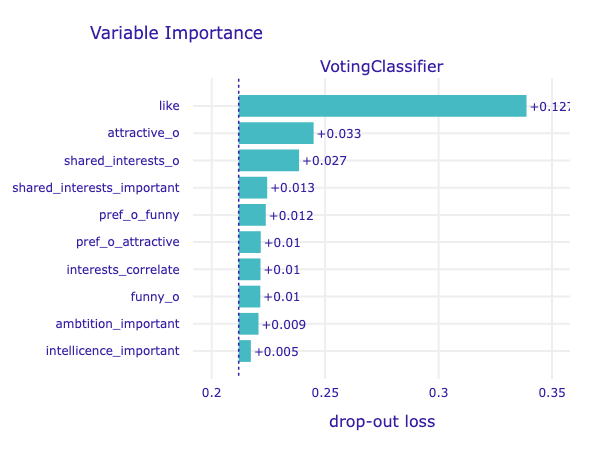 Variable Importance
VotingClassifier
like +0.127
attractive_o +0.033
shared_interests_o +0.027
shared_interests_important +0.013
pref_o_funny +0.012
pref_o_attractive +0.01
interests_correlate +0.01
funny_o +0.01
ambtition_important +0.009
intellicence_important +0.005
0.2 0.25 0.3 0.35
drop-out loss